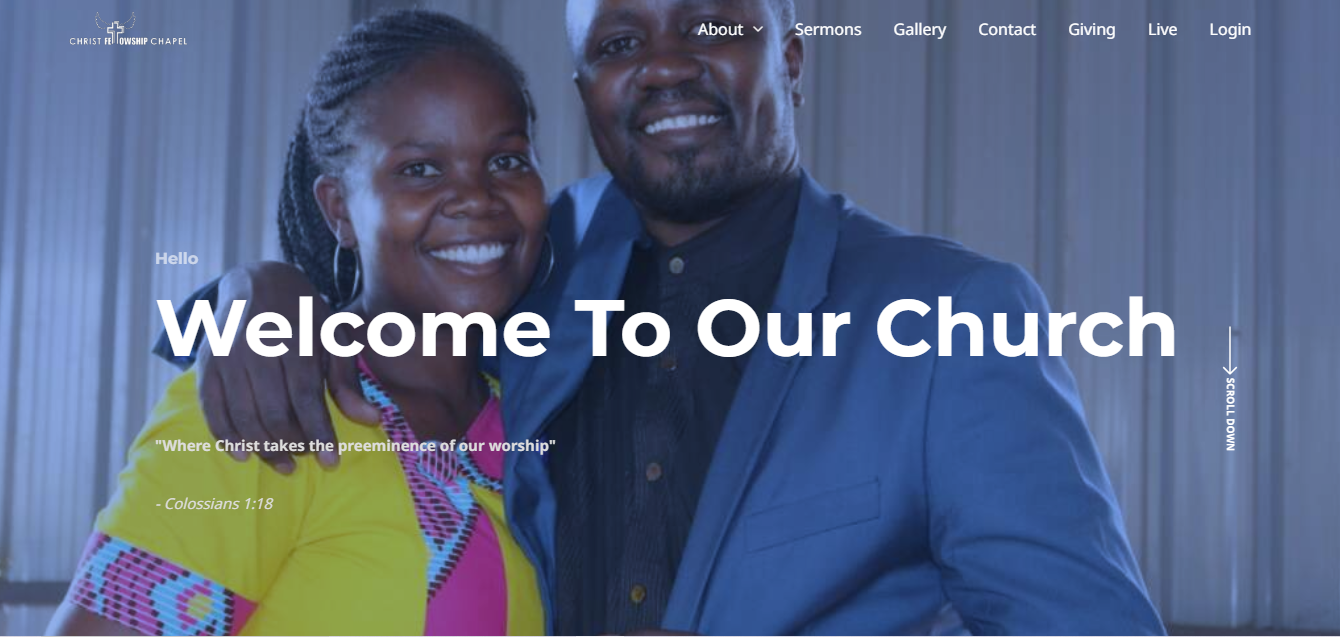 CHRIST FELLOWSHIP CHAPEL
About
Sermons
Gallery
Contact
Giving
Live
Login
Hello
Welcome To Our Church
SCROLL DOWN
"Where Christ takes the preeminence of our worship"
- Colossians 1:18